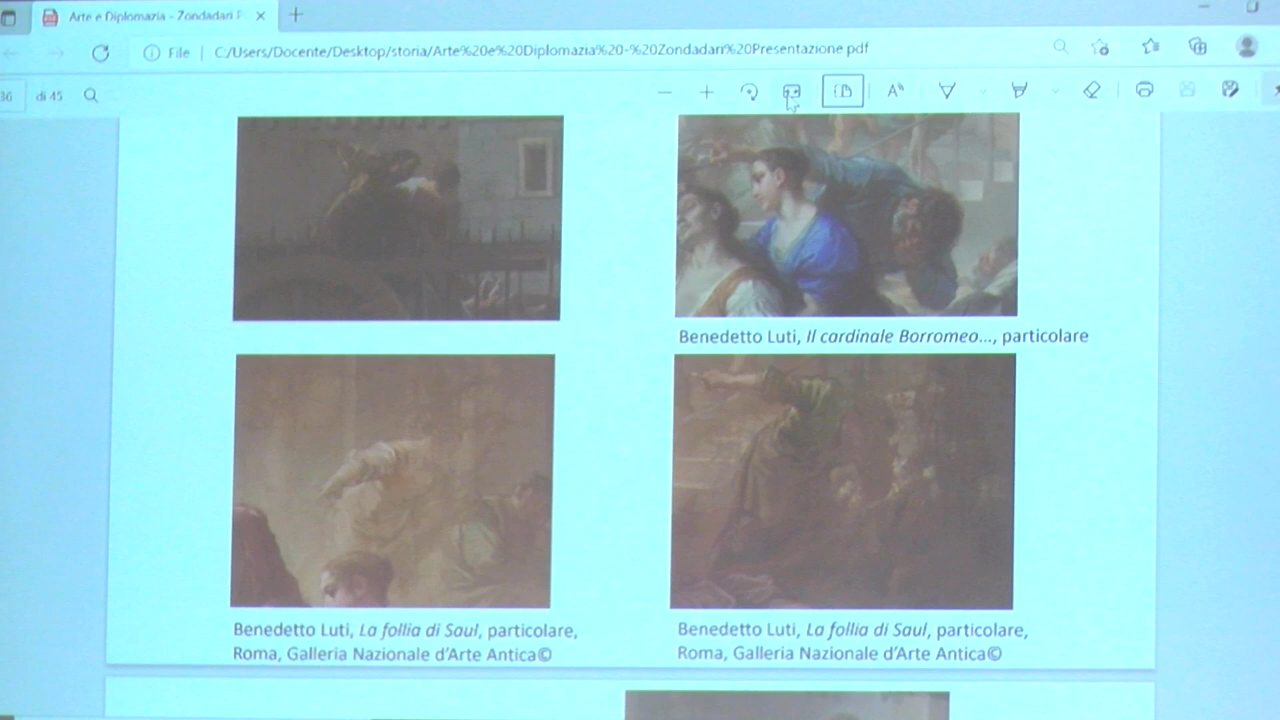 Arte e Diplomazia - Zondadari P
File
C:/Users/Docente/Desktop/storia/Arte%20e%20Diplomazia%20-%20Zondadari%20Presentazione.pdf
36 di 45
Benedetto Luti, Il cardinale Borromeo..., particolare
Benedetto Luti, La follia di Saul, particolare,
Roma, Galleria Nazionale d'Arte Antica©
Benedetto Luti, La follia di Saul, particolare,
Roma, Galleria Nazionale d'Arte Antica©